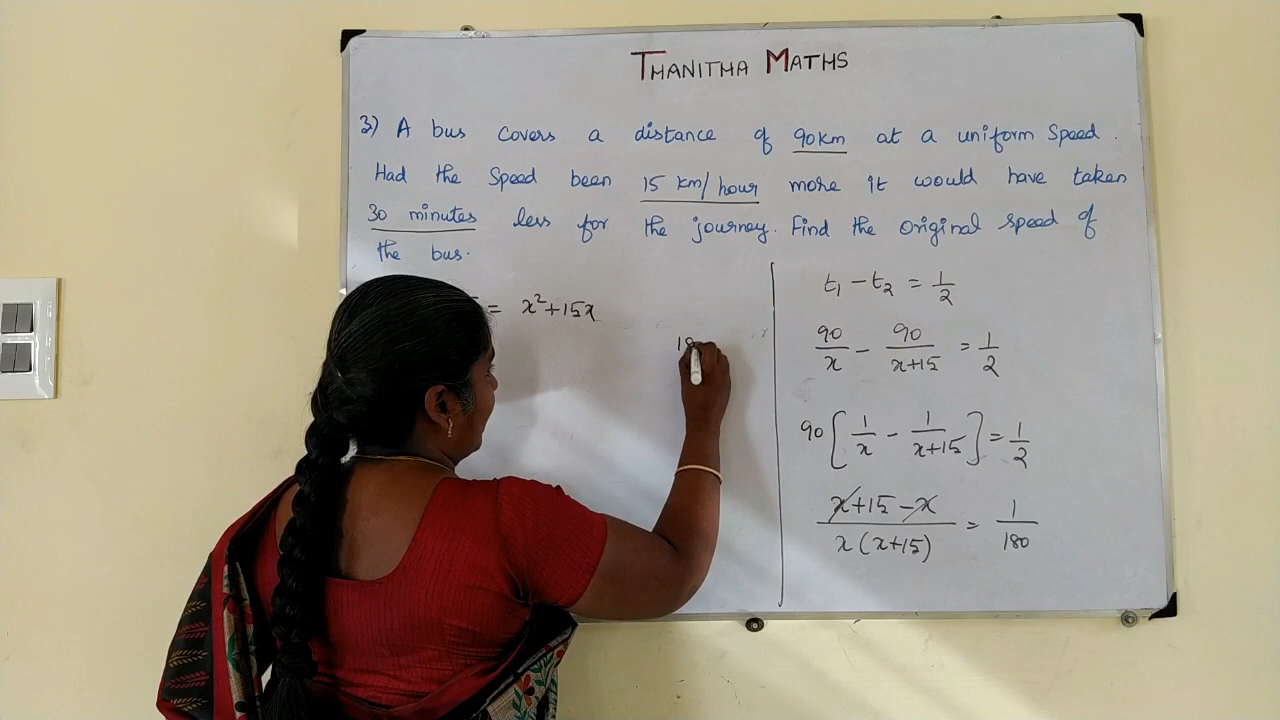 THANITHA MATHS
3) A bus covers a distance of 90km at a uniform Speed.
Had the Speed been 15 km/hour more it would have taken
30 minutes less for the journey. Find the original speed of
the bus.
= x²+15x
18
t₁ - t₂ = 1/2
90/x - 90/(x+15) = 1/2
90[1/x - 1/(x+15)] = 1/2
(x+15-x)/(x(x+15)) = 1/180